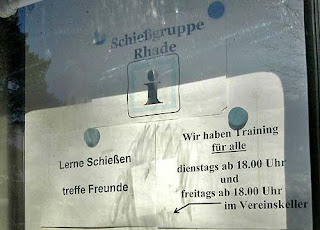 Schießgruppe
Rhade
i
Lerne Schießen
treffe Freunde
Wir haben Training
für alle
dienstags ab 18.00 Uhr
und
freitags ab 18.00 Uhr
im Vereinskeller